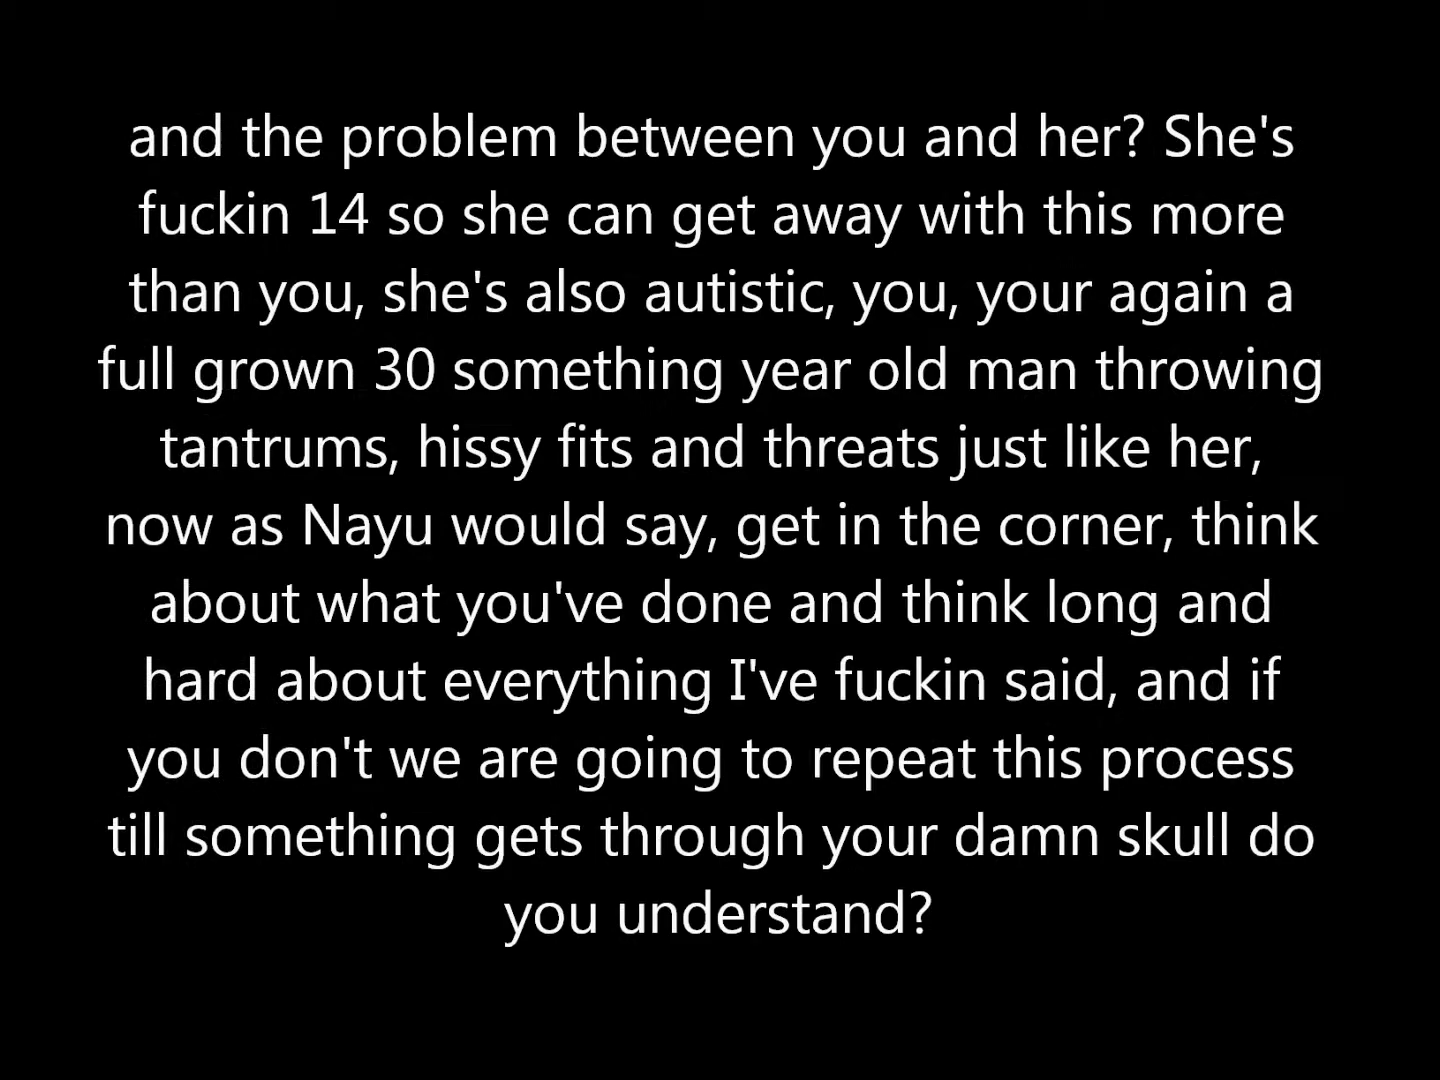 and the problem between you and her? She's
fuckin 14 so she can get away with this more
than you, she's also autistic, you, your again a
full grown 30 something year old man throwing
tantrums, hissy fits and threats just like her,
now as Nayu would say, get in the corner, think
about what you've done and think long and
hard about everything I've fuckin said, and if
you don't we are going to repeat this process
till something gets through your damn skull do
you understand?